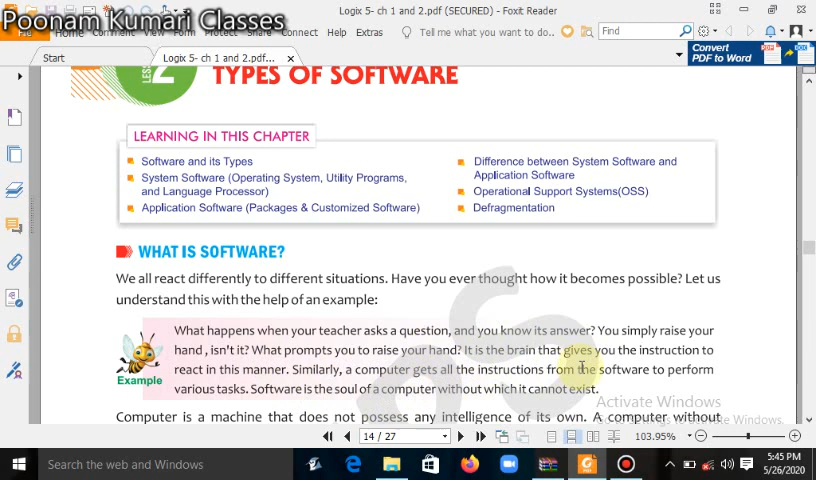 Poonam Kumari Classes
Logix 5- ch 1 and 2.pdf (SECURED) - Foxit Reader
File Home Comment View Form Protect Share Connect Help Extras Tell me what you want to do.. Find
Start Logix 5- ch 1 and 2.pdf... Convert
PDF to Word
2
TYPES OF SOFTWARE
LEARNING IN THIS CHAPTER
Software and its Types
System Software (Operating System, Utility Programs,
and Language Processor)
Application Software (Packages & Customized Software)
Difference between System Software and
Application Software
Operational Support Systems(OSS)
Defragmentation
WHAT IS SOFTWARE?
We all react differently to different situations. Have you ever thought how it becomes possible? Let us
understand this with the help of an example:
What happens when your teacher asks a question, and you know its answer? You simply raise your
hand , isn't it? What prompts you to raise your hand? It is the brain that gives you the instruction to
react in this manner. Similarly, a computer gets all the instructions from the software to perform
various tasks. Software is the soul of a computer without which it cannot exist.
Example
Activate Windows
Go to Settings to activate Windows.
Computer is a machine that does not possess any intelligence of its own. A computer without
14 / 27 103.95%
Search the web and Windows
5:45 PM
5/26/2020